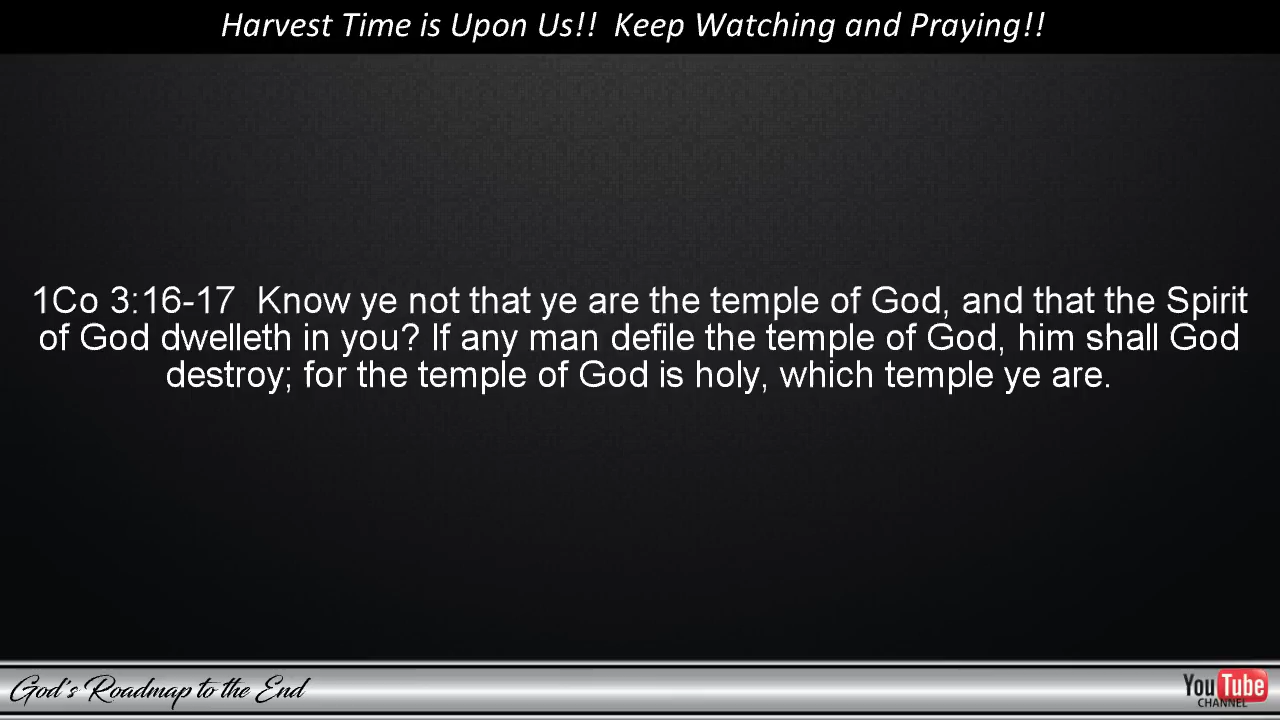 Harvest Time is Upon Us!!  Keep Watching and Praying!!
1Co 3:16-17  Know ye not that ye are the temple of God, and that the Spirit
of God dwelleth in you? If any man defile the temple of God, him shall God
destroy; for the temple of God is holy, which temple ye are.
God's Roadmap to the End
YouTube
CHANNEL